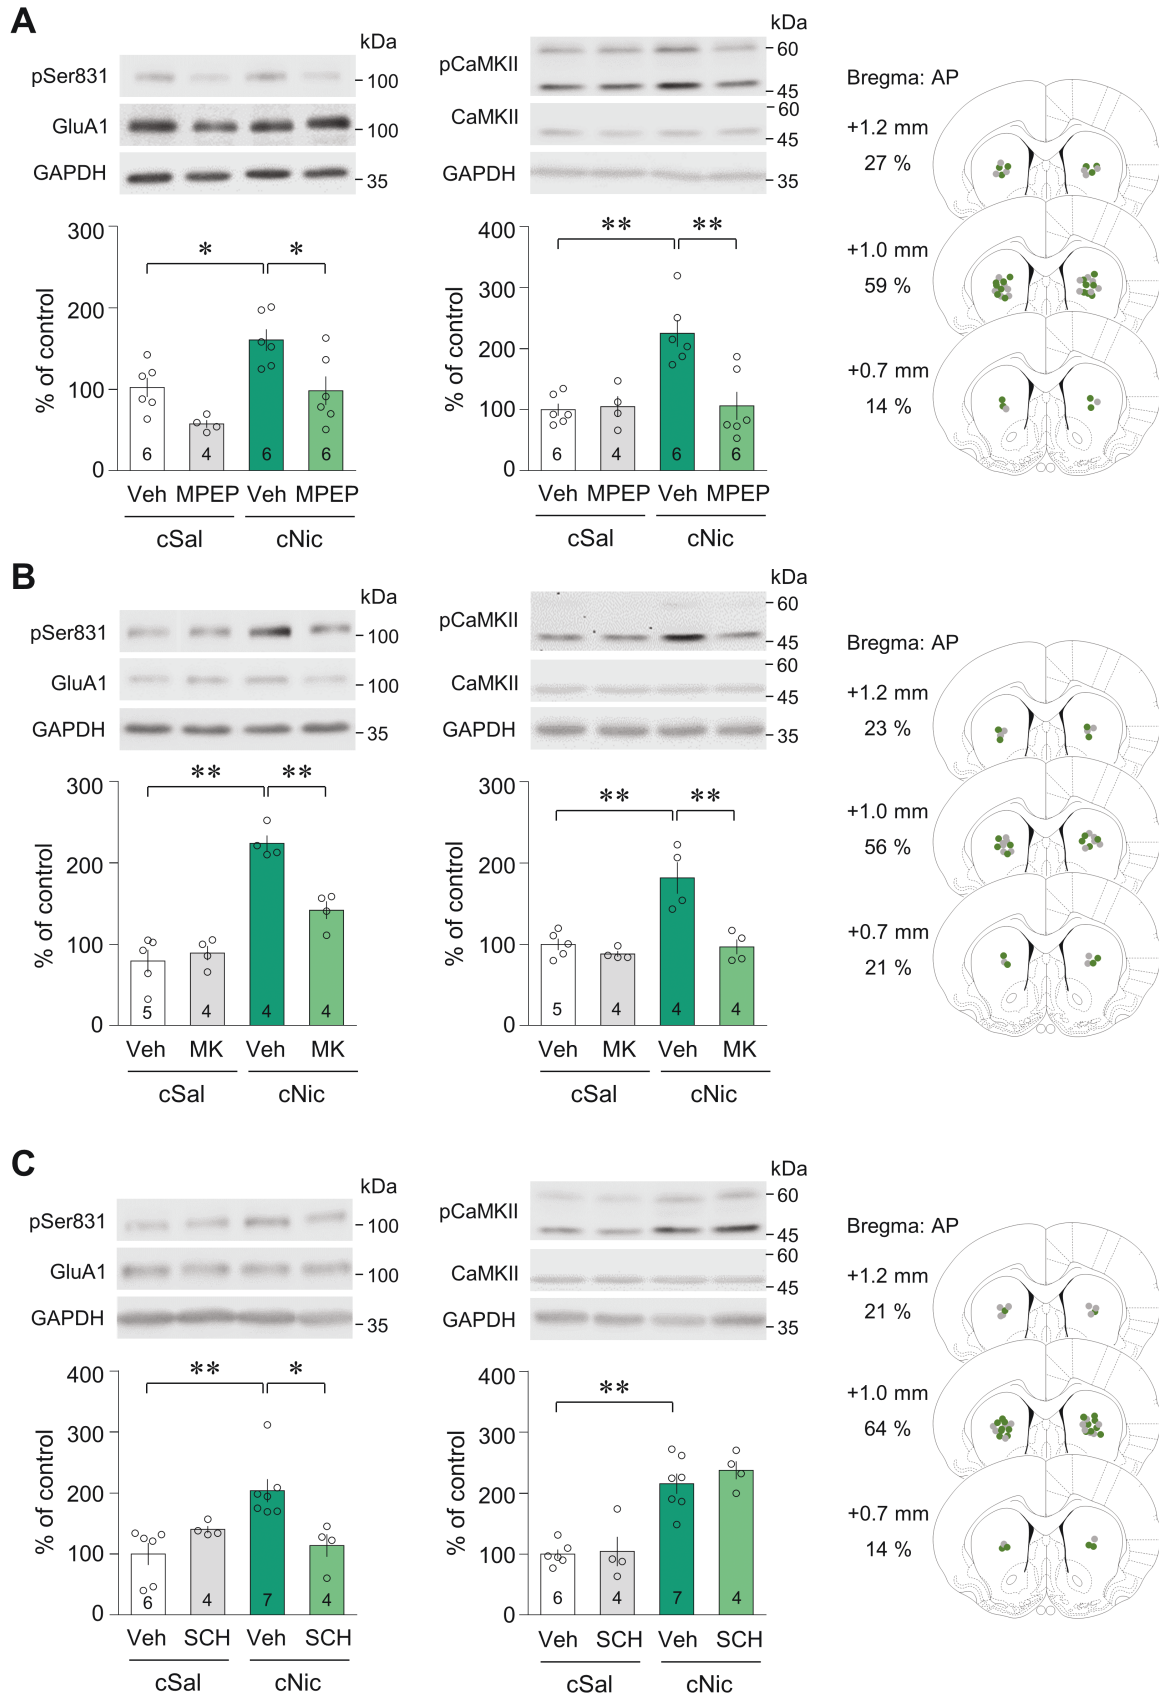 A
kDa
pSer831
100
GluA1
100
GAPDH
35
% of control
300
200
100
0
* *
6 4 6 6
Veh MPEP Veh MPEP
cSal cNic
kDa
pCaMKII
60
45
CaMKII
60
45
GAPDH
35
% of control
400
300
200
100
0
** **
6 4 6 6
Veh MPEP Veh MPEP
cSal cNic
Bregma: AP
+1.2 mm
27 %
+1.0 mm
59 %
+0.7 mm
14 %
B
kDa
pSer831
100
GluA1
100
GAPDH
35
% of control
300
200
100
0
** **
5 4 4 4
Veh MK Veh MK
cSal cNic
kDa
pCaMKII
60
45
CaMKII
60
45
GAPDH
35
% of control
300
200
100
0
** **
5 4 4 4
Veh MK Veh MK
cSal cNic
Bregma: AP
+1.2 mm
23 %
+1.0 mm
56 %
+0.7 mm
21 %
C
kDa
pSer831
100
GluA1
100
GAPDH
35
% of control
400
300
200
100
0
** *
6 4 7 4
Veh SCH Veh SCH
cSal cNic
kDa
pCaMKII
60
45
CaMKII
60
45
GAPDH
35
% of control
400
300
200
100
0
**
6 4 7 4
Veh SCH Veh SCH
cSal cNic
Bregma: AP
+1.2 mm
21 %
+1.0 mm
64 %
+0.7 mm
14 %